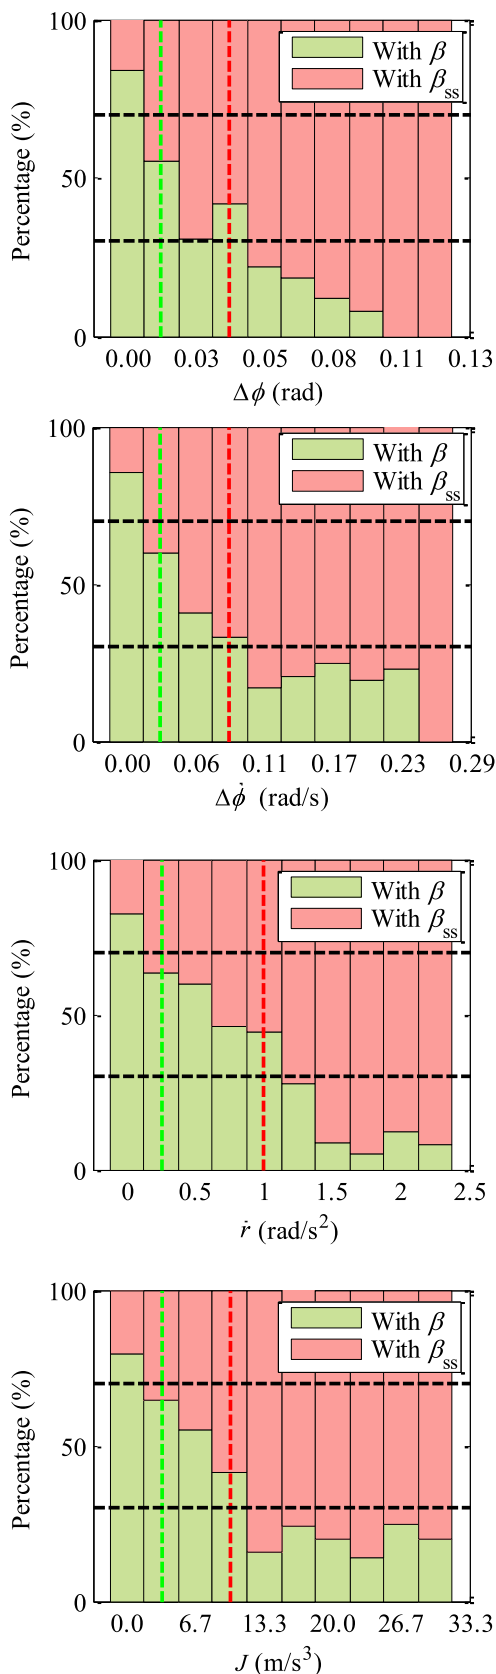 100
With β
With βss
50
0
Percentage (%)
0.00 0.03 0.05 0.08 0.11 0.13
Δϕ (rad)
100
With β
With βss
50
0
Percentage (%)
0.00 0.06 0.11 0.17 0.23 0.29
Δϕ̇ (rad/s)
100
With β
With βss
50
0
Percentage (%)
0 0.5 1 1.5 2 2.5
ṙ (rad/s²)
100
With β
With βss
50
0
Percentage (%)
0.0 6.7 13.3 20.0 26.7 33.3
J (m/s³)